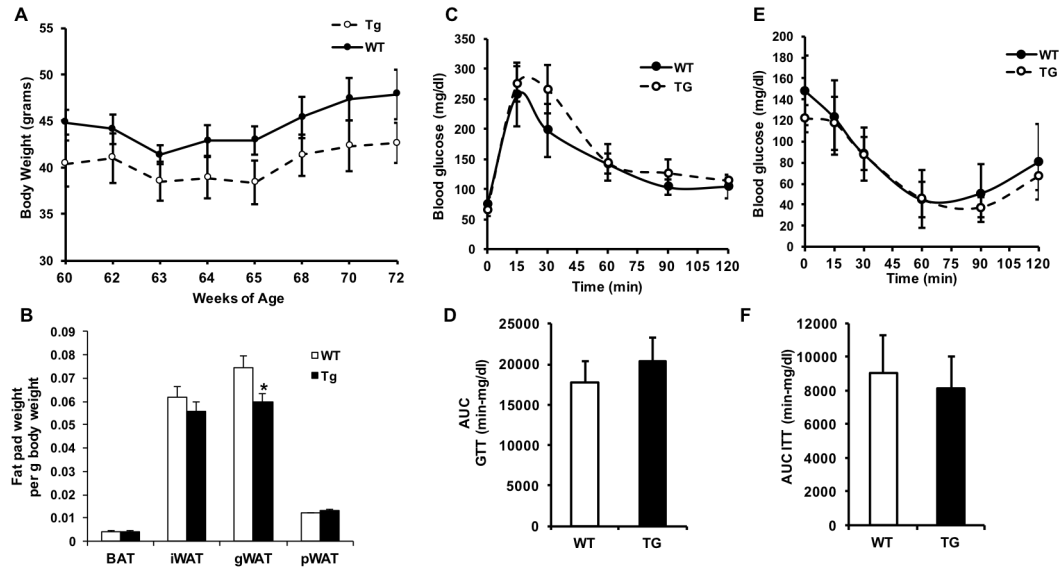 A
Tg
WT
55
50
45
40
35
30
Body Weight (grams)
60 62 63 64 65 68 70 72
Weeks of Age
C
WT
TG
350
300
250
200
150
100
50
0
Blood glucose (mg/dl)
0 15 30 45 60 75 90 105 120
Time (min)
E
WT
TG
200
180
160
140
120
100
80
60
40
20
0
Blood glucose (mg/dl)
0 15 30 45 60 75 90 105 120
Time (min)
B
WT
Tg
0.09
0.08
0.07
0.06
0.05
0.04
0.03
0.02
0.01
0
Fat pad weight
per g body weight
*
BAT iWAT gWAT pWAT
D
25000
20000
15000
10000
5000
0
AUC
GTT (min-mg/dl)
WT TG
F
12000
10000
8000
6000
4000
2000
0
AUC ITT (min-mg/dl)
WT TG